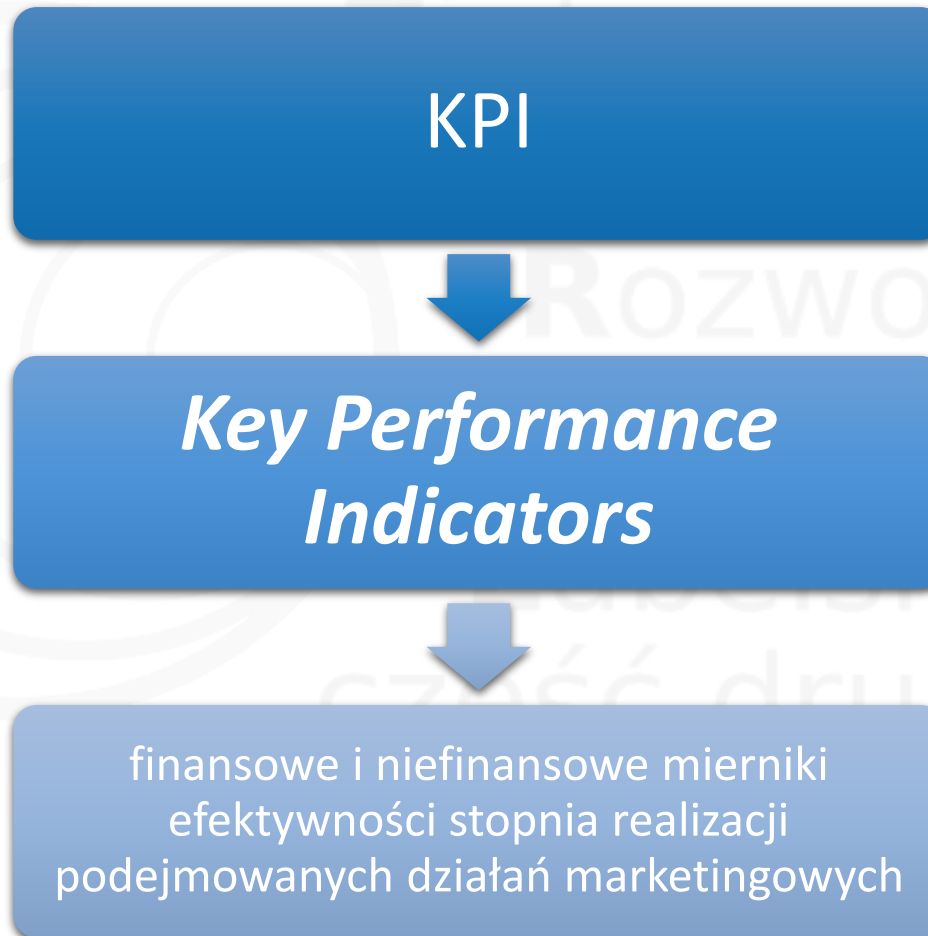 KPI
Key Performance
Indicators
finansowe i niefinansowe mierniki
efektywności stopnia realizacji
podejmowanych działań marketingowych